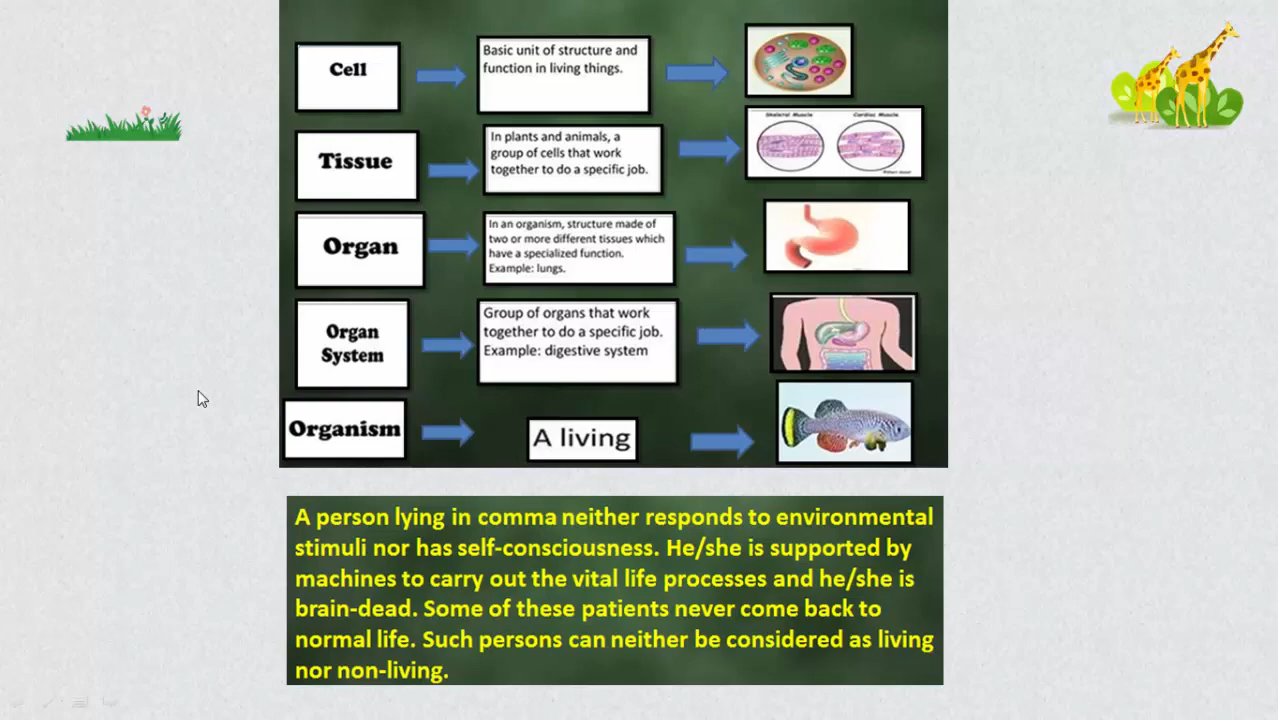 Cell
Basic unit of structure and
function in living things.
Tissue
In plants and animals, a
group of cells that work
together to do a specific job.
Skeletal Muscle
Cardiac Muscle
Organ
In an organism, structure made of
two or more different tissues which
have a specialized function.
Example: lungs.
Organ
System
Group of organs that work
together to do a specific job.
Example: digestive system
Organism
A living
A person lying in comma neither responds to environmental
stimuli nor has self-consciousness. He/she is supported by
machines to carry out the vital life processes and he/she is
brain-dead. Some of these patients never come back to
normal life. Such persons can neither be considered as living
nor non-living.